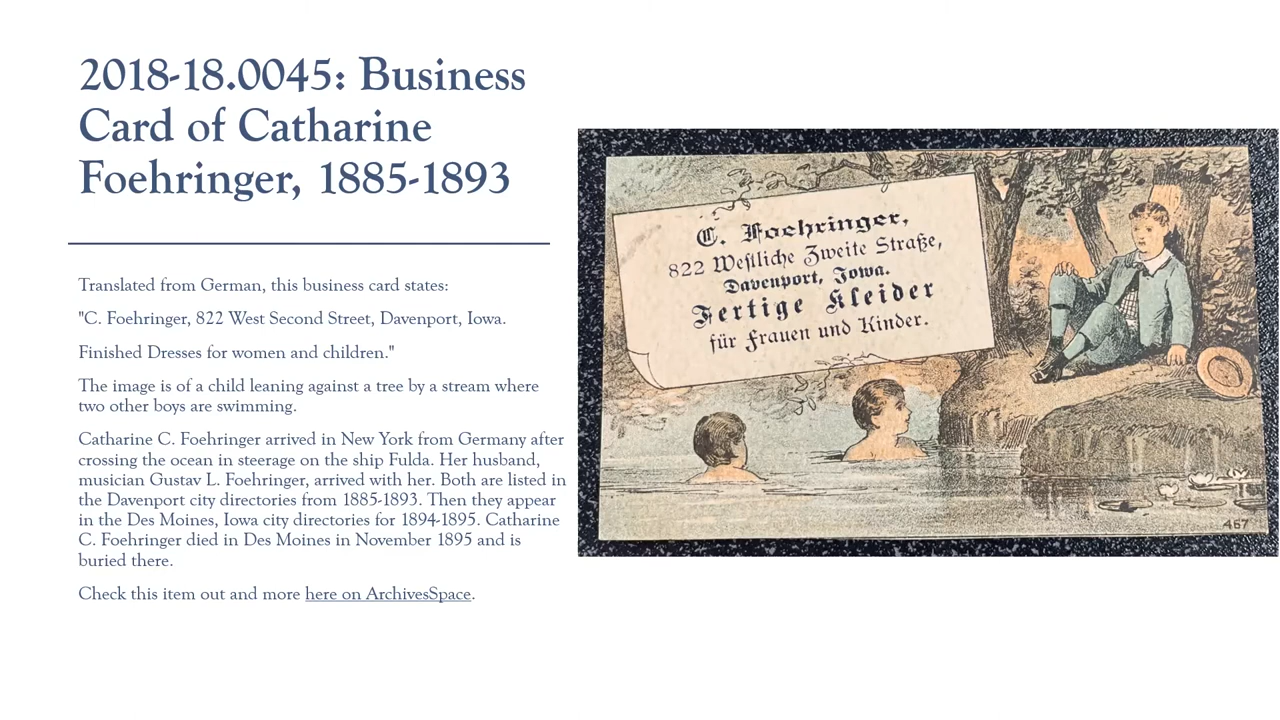 2018-18.0045: Business
Card of Catharine
Foehringer, 1885-1893
Translated from German, this business card states:
"C. Foehringer, 822 West Second Street, Davenport, Iowa.
Finished Dresses for women and children."
The image is of a child leaning against a tree by a stream where
two other boys are swimming.
Catharine C. Foehringer arrived in New York from Germany after
crossing the ocean in steerage on the ship Fulda. Her husband,
musician Gustav L. Foehringer, arrived with her. Both are listed in
the Davenport city directories from 1885-1893. Then they appear
in the Des Moines, Iowa city directories for 1894-1895. Catharine
C. Foehringer died in Des Moines in November 1895 and is
buried there.
Check this item out and more here on ArchivesSpace.
C. Foehringer,
822 Westliche Zweite Straße,
Davenport, Iowa.
Fertige Kleider
für Frauen und Kinder.
467